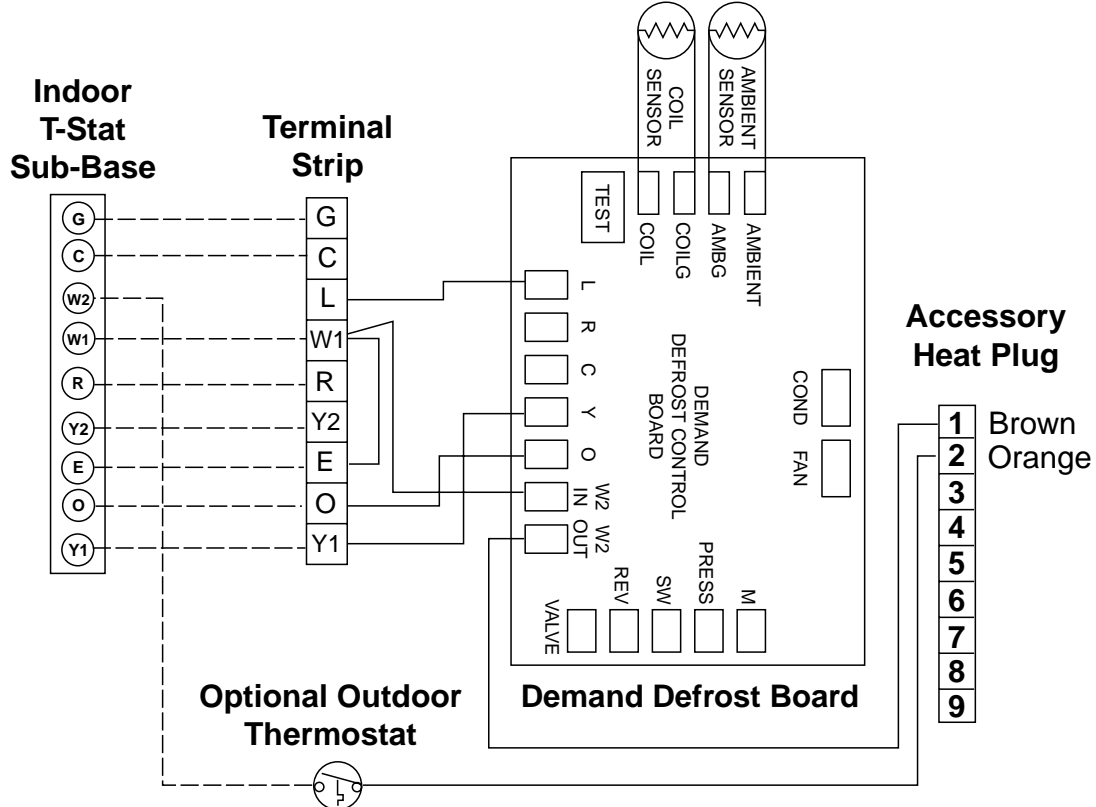 Indoor
T-Stat
Sub-Base
G
C
W2
W1
R
Y2
E
O
Y1
Terminal
Strip
G
C
L
W1
R
Y2
E
O
Y1
COIL
SENSOR
AMBIENT
SENSOR
TEST
COIL
COILG
AMBG
AMBIENT
L
R
C
Y
O
W2
IN
W2
OUT
DEMAND
DEFROST CONTROL
BOARD
COND
FAN
VALVE
REV
SW
PRESS
M
Demand Defrost Board
Optional Outdoor
Thermostat
Accessory
Heat Plug
1 Brown
2 Orange
3
4
5
6
7
8
9